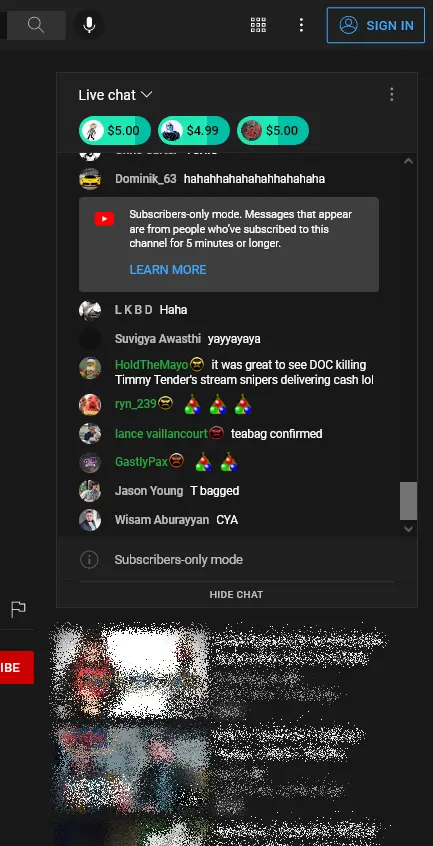 SIGN IN
Live chat
$5.00 $4.99 $5.00
Dominik_63 hahahhahahahahhahahaha
Subscribers-only mode. Messages that appear
are from people who've subscribed to this
channel for 5 minutes or longer.
LEARN MORE
L K B D Haha
Suvigya Awasthi yayyayaya
HoldTheMayo it was great to see DOC killing
Timmy Tender's stream snipers delivering cash lol
ryn_239
lance vaillancourt teabag confirmed
GastlyPax
Jason Young T bagged
Wisam Aburayyan CYA
Subscribers-only mode
HIDE CHAT
IBE